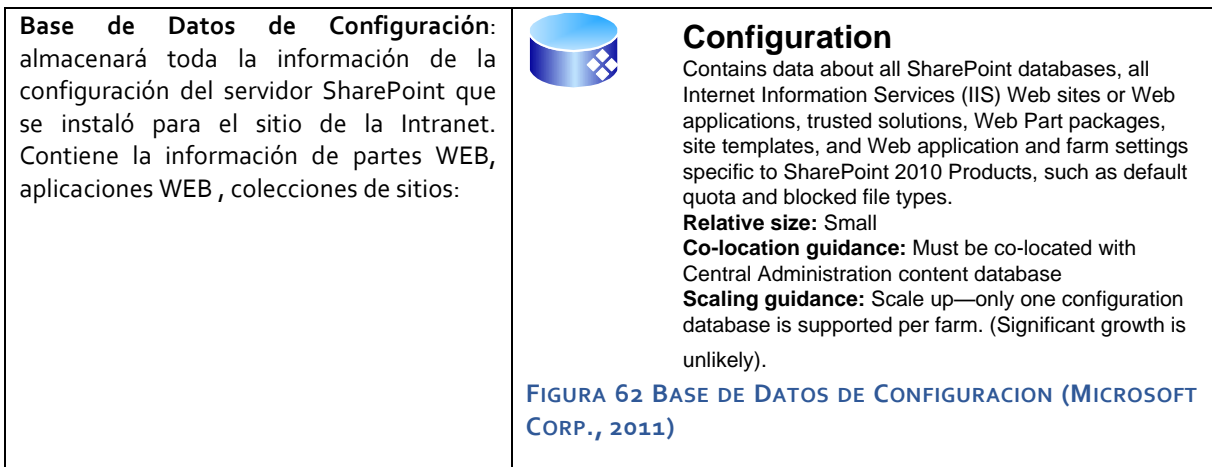 Base de Datos de Configuración:
almacenará toda la información de la
configuración del servidor SharePoint que
se instaló para el sitio de la Intranet.
Contiene la información de partes WEB,
aplicaciones WEB , colecciones de sitios:
Configuration
Contains data about all SharePoint databases, all
Internet Information Services (IIS) Web sites or Web
applications, trusted solutions, Web Part packages,
site templates, and Web application and farm settings
specific to SharePoint 2010 Products, such as default
quota and blocked file types.
Relative size: Small
Co-location guidance: Must be co-located with
Central Administration content database
Scaling guidance: Scale up—only one configuration
database is supported per farm. (Significant growth is
unlikely).
FIGURA 62 BASE DE DATOS DE CONFIGURACION (MICROSOFT
CORP., 2011)